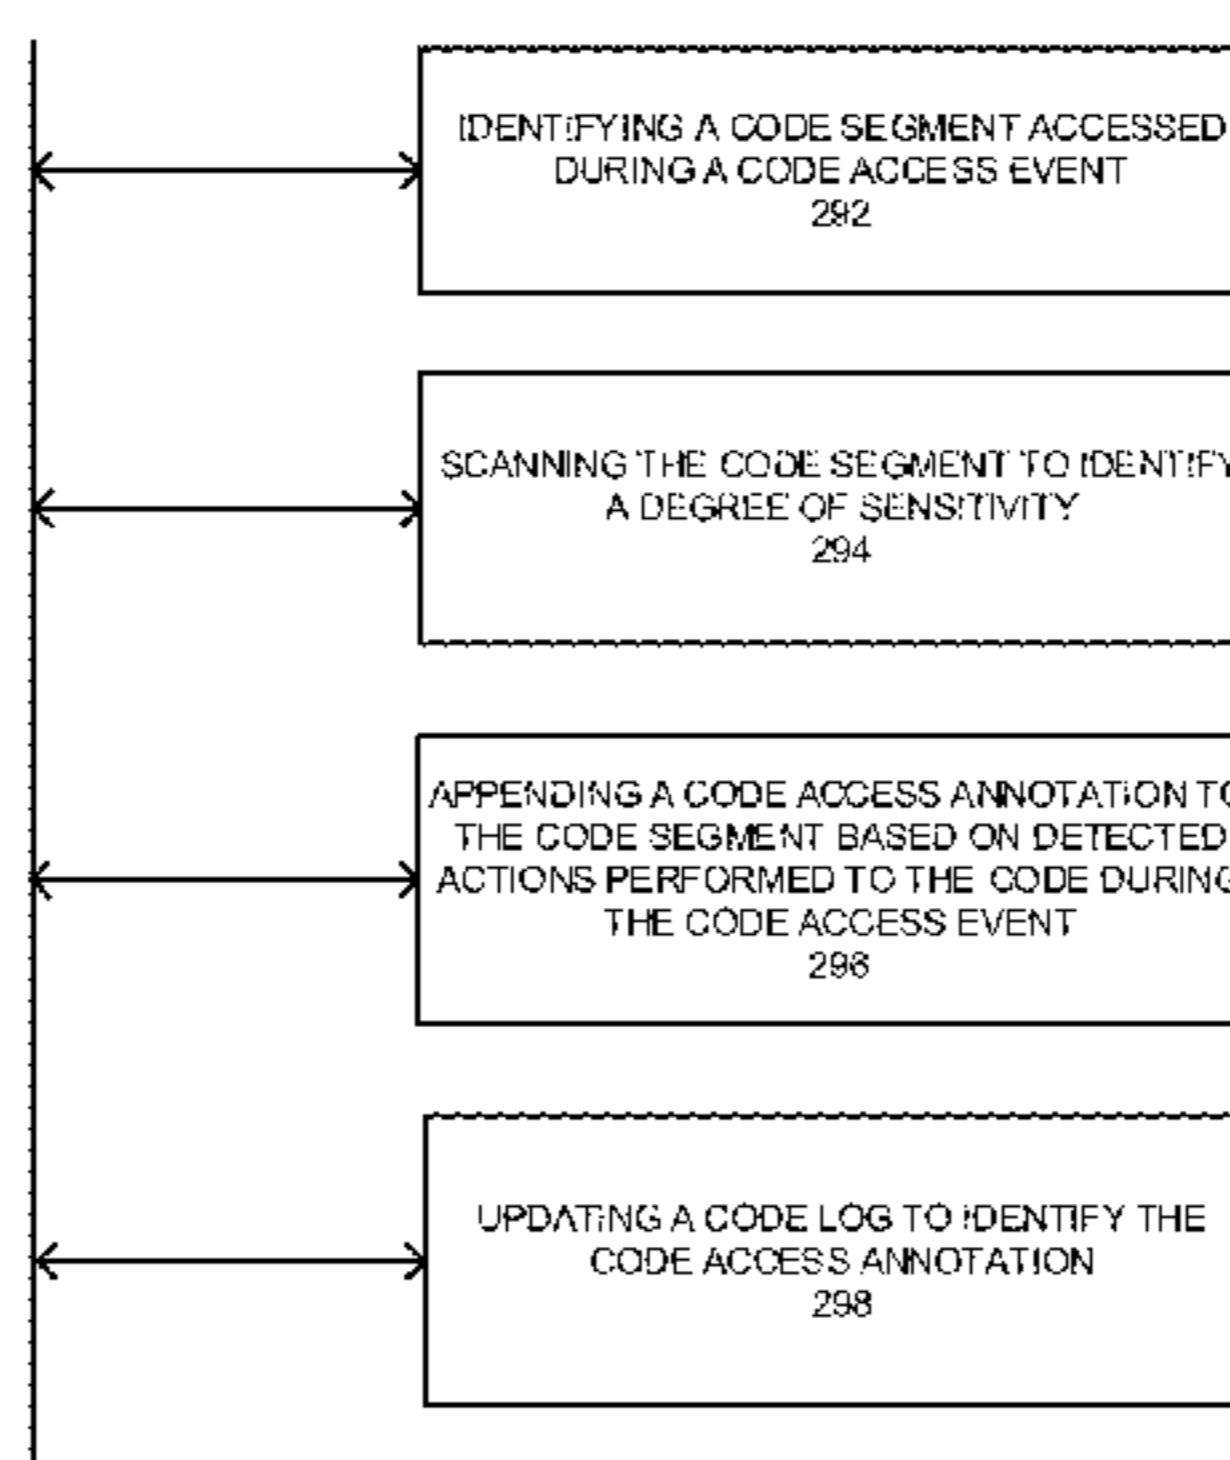 IDENTIFYING A CODE SEGMENT ACCESSED
DURING A CODE ACCESS EVENT
292
SCANNING THE CODE SEGMENT TO IDENTIFY
A DEGREE OF SENSITIVITY
294
APPENDING A CODE ACCESS ANNOTATION TO
THE CODE SEGMENT BASED ON DETECTED
ACTIONS PERFORMED TO THE CODE DURING
THE CODE ACCESS EVENT
296
UPDATING A CODE LOG TO IDENTIFY THE
CODE ACCESS ANNOTATION
298